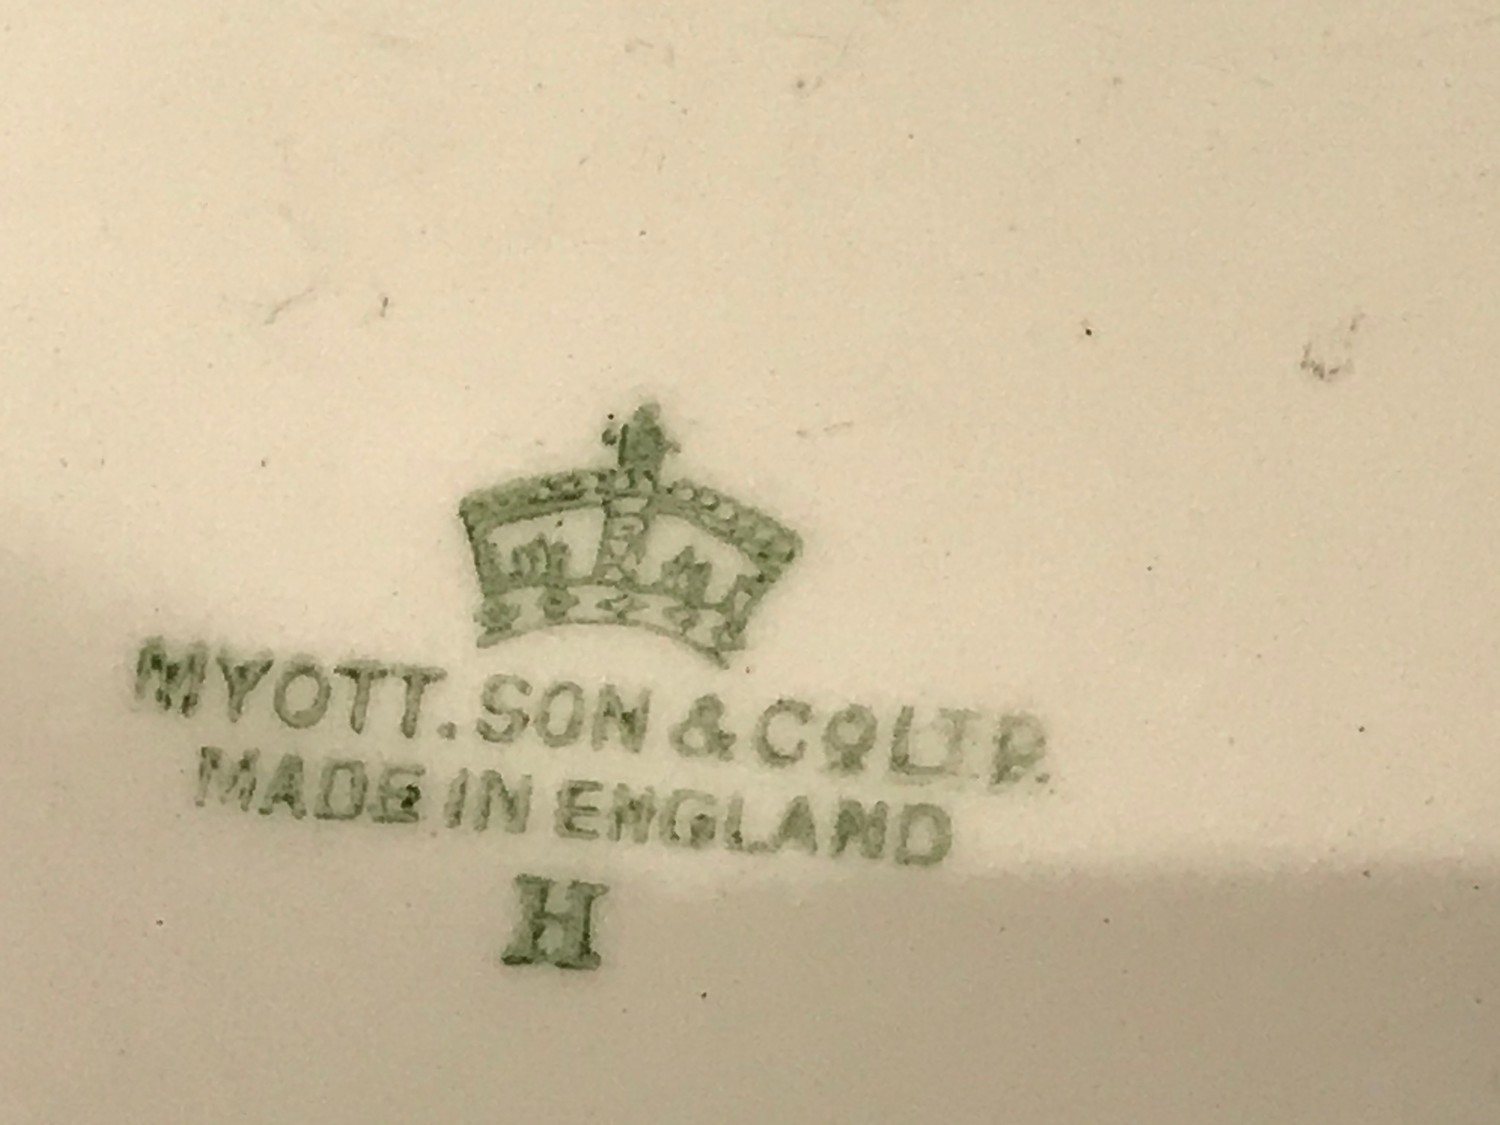 MYOTT. SON & CO LTD.
MADE IN ENGLAND
H